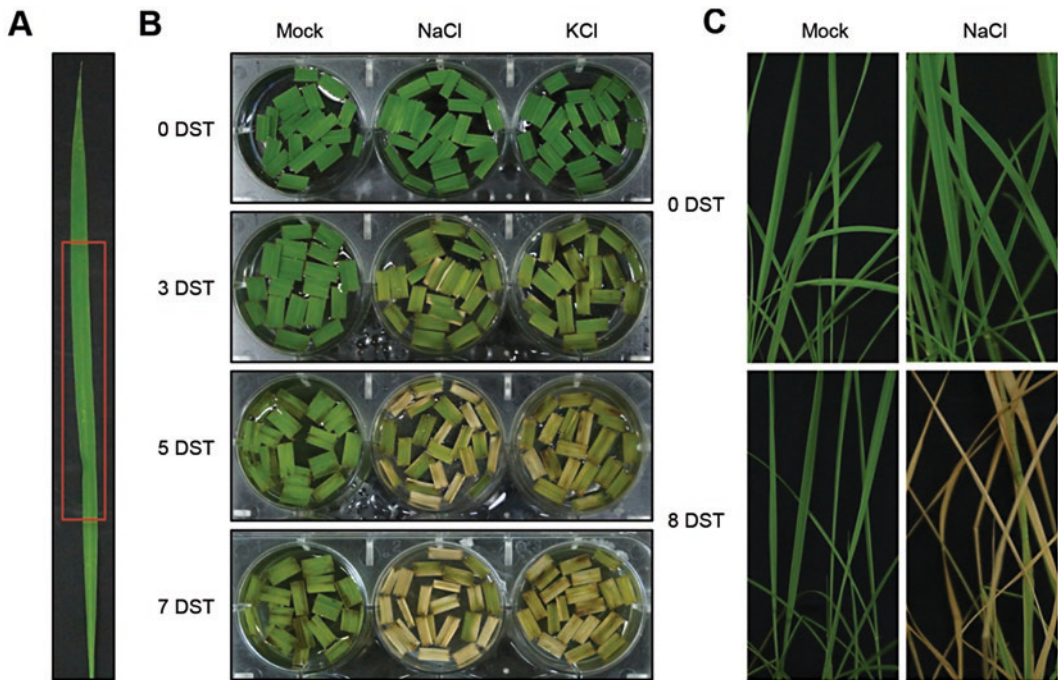 A
B
Mock NaCl KCl
0 DST
3 DST
5 DST
7 DST
C
Mock NaCl
0 DST
8 DST